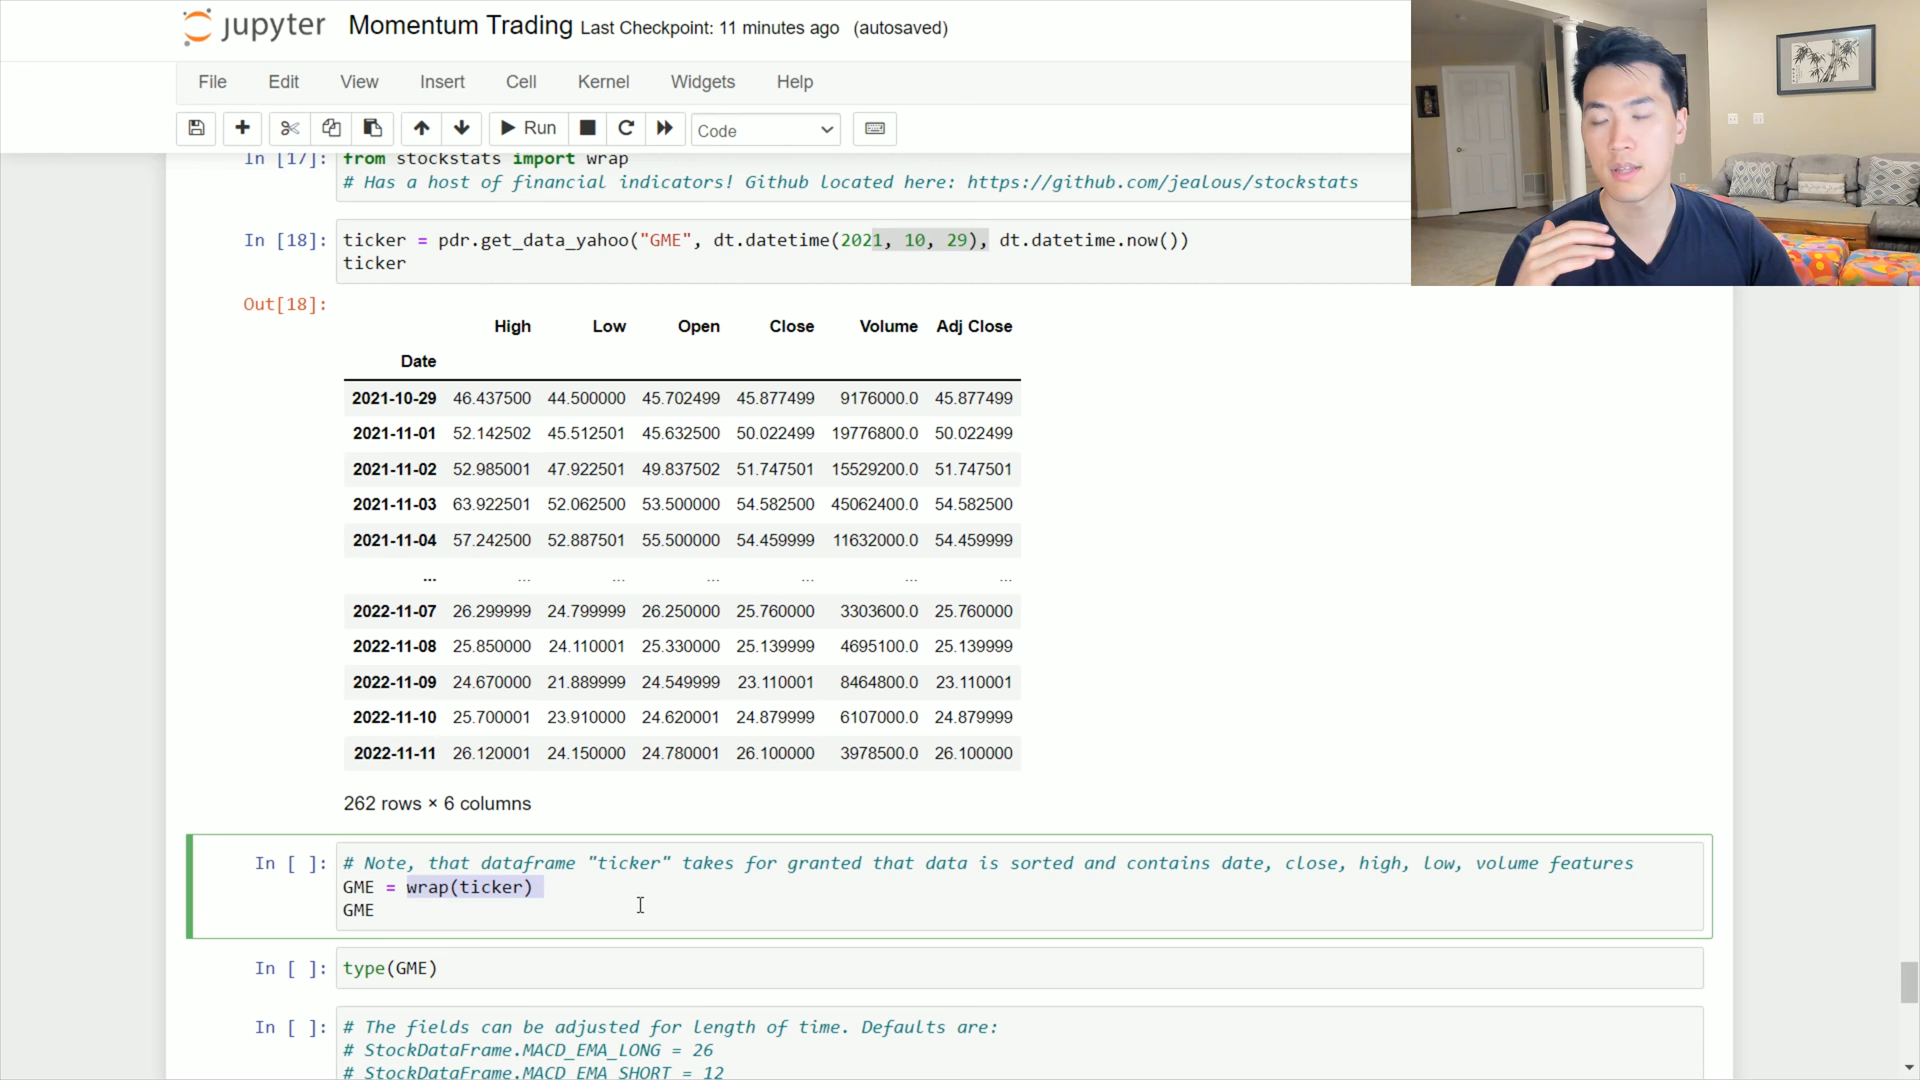 jupyter Momentum Trading Last Checkpoint: 11 minutes ago (autosaved)
File Edit View Insert Cell Kernel Widgets Help
Run Code
In [17]: from stockstats import wrap
# Has a host of financial indicators! Github located here: https://github.com/jealous/stockstats
In [18]: ticker = pdr.get_data_yahoo("GME", dt.datetime(2021, 10, 29), dt.datetime.now())
ticker
Out[18]:
High Low Open Close Volume Adj Close
Date
2021-10-29 46.437500 44.500000 45.702499 45.877499 9176000.0 45.877499
2021-11-01 52.142502 45.512501 45.632500 50.022499 19776800.0 50.022499
2021-11-02 52.985001 47.922501 49.837502 51.747501 15529200.0 51.747501
2021-11-03 63.922501 52.062500 53.500000 54.582500 45062400.0 54.582500
2021-11-04 57.242500 52.887501 55.500000 54.459999 11632000.0 54.459999
... ... ... ... ... ... ...
2022-11-07 26.299999 24.799999 26.250000 25.760000 3303600.0 25.760000
2022-11-08 25.850000 24.110001 25.330000 25.139999 4695100.0 25.139999
2022-11-09 24.670000 21.889999 24.549999 23.110001 8464800.0 23.110001
2022-11-10 25.700001 23.910000 24.620001 24.879999 6107000.0 24.879999
2022-11-11 26.120001 24.150000 24.780001 26.100000 3978500.0 26.100000
262 rows × 6 columns
In [ ]: # Note, that dataframe "ticker" takes for granted that data is sorted and contains date, close, high, low, volume features
GME = wrap(ticker)
GME
In [ ]: type(GME)
In [ ]: # The fields can be adjusted for length of time. Defaults are:
# StockDataFrame.MACD_EMA_LONG = 26
# StockDataFrame.MACD_EMA_SHORT = 12